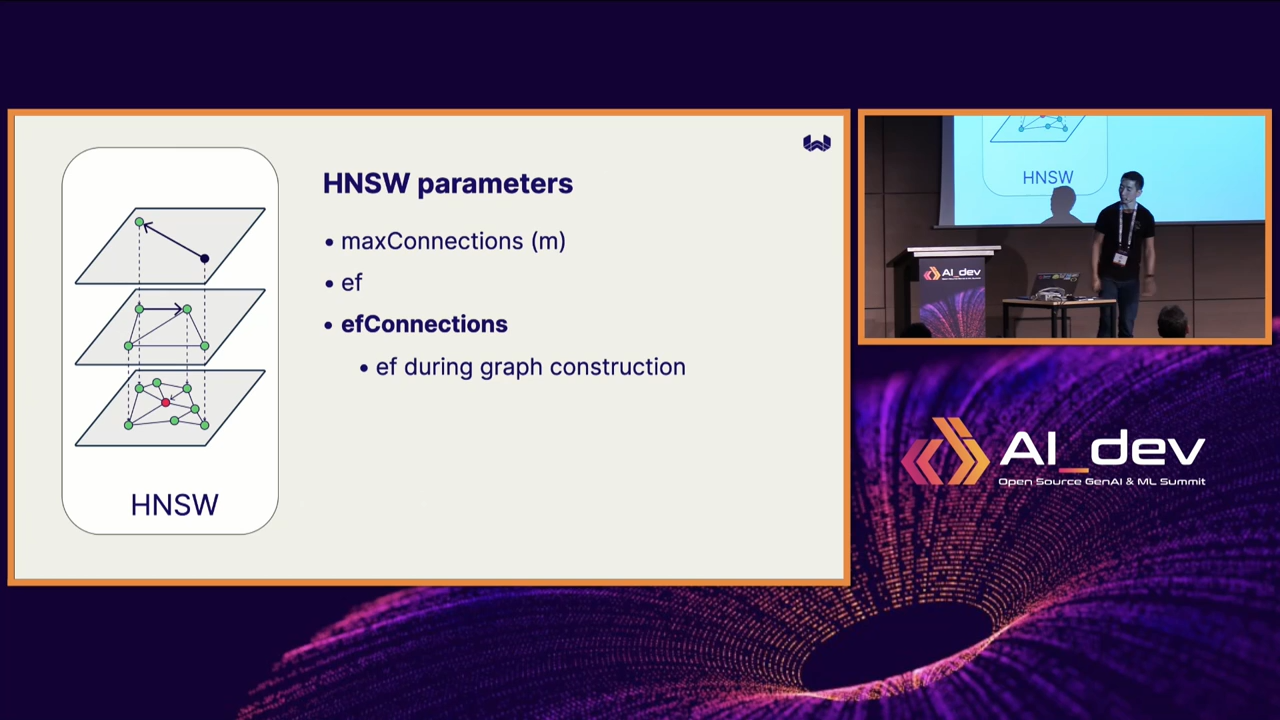 HNSW parameters
• maxConnections (m)
• ef
• efConnections
• ef during graph construction
HNSW
HNSW
AI_dev
AI_dev
Open Source GenAI & ML Summit